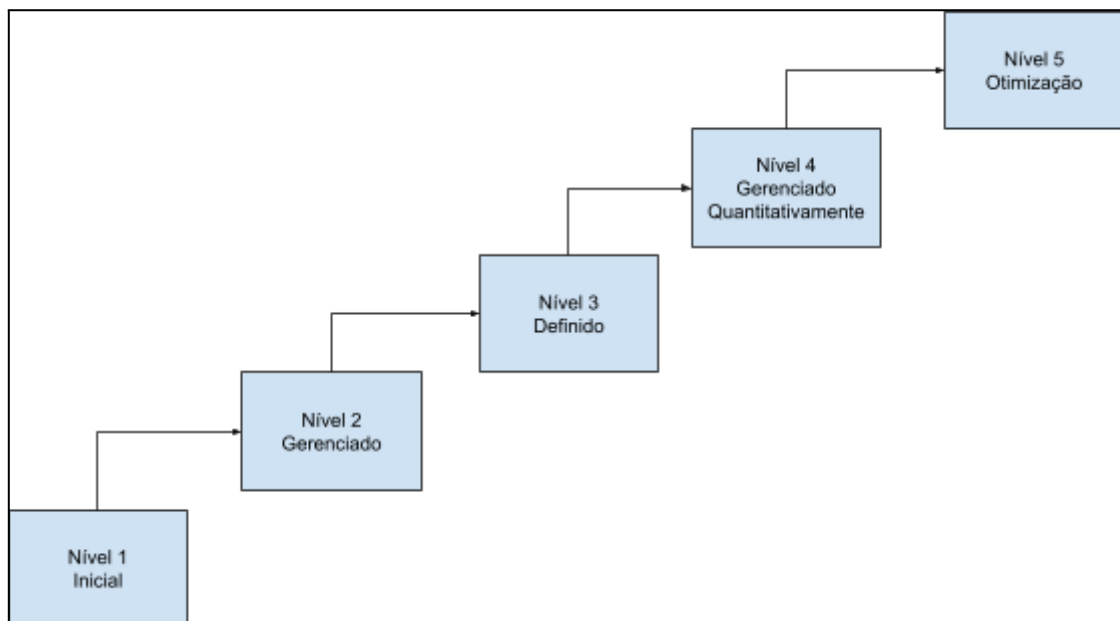 Nível 5
Otimização
Nível 4
Gerenciado
Quantitativamente
Nível 3
Definido
Nível 2
Gerenciado
Nível 1
Inicial